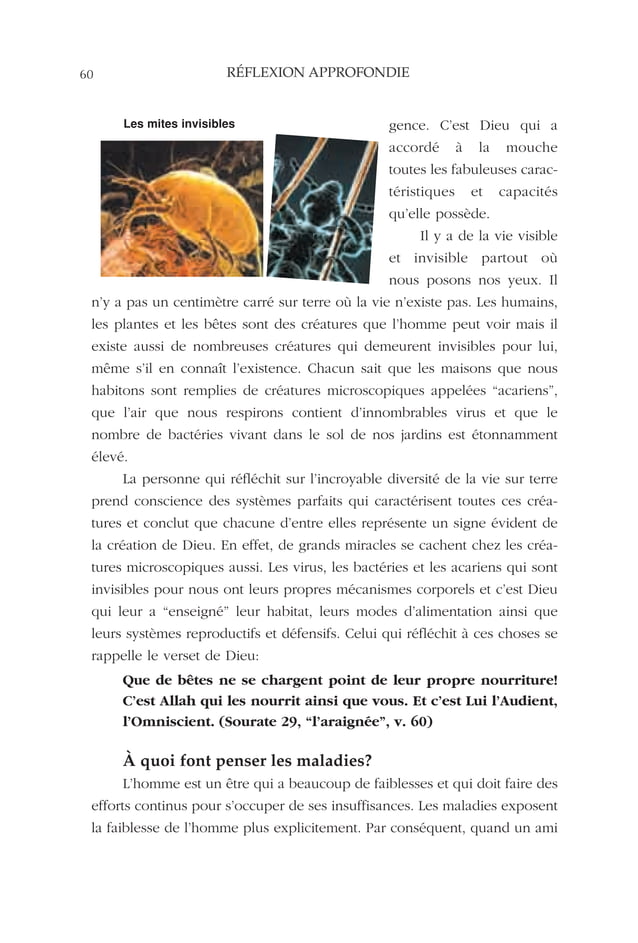 60
RÉFLEXION APPROFONDIE
Les mites invisibles
gence. C’est Dieu qui a
accordé à la mouche
toutes les fabuleuses carac-
téristiques et capacités
qu’elle possède.
Il y a de la vie visible
et invisible partout où
nous posons nos yeux. Il
n’y a pas un centimètre carré sur terre où la vie n’existe pas. Les humains,
les plantes et les bêtes sont des créatures que l’homme peut voir mais il
existe aussi de nombreuses créatures qui demeurent invisibles pour lui,
même s’il en connaît l’existence. Chacun sait que les maisons que nous
habitons sont remplies de créatures microscopiques appelées “acariens”,
que l’air que nous respirons contient d’innombrables virus et que le
nombre de bactéries vivant dans le sol de nos jardins est étonnamment
élevé.
La personne qui réfléchit sur l’incroyable diversité de la vie sur terre
prend conscience des systèmes parfaits qui caractérisent toutes ces créa-
tures et conclut que chacune d’entre elles représente un signe évident de
la création de Dieu. En effet, de grands miracles se cachent chez les créa-
tures microscopiques aussi. Les virus, les bactéries et les acariens qui sont
invisibles pour nous ont leurs propres mécanismes corporels et c’est Dieu
qui leur a “enseigné” leur habitat, leurs modes d’alimentation ainsi que
leurs systèmes reproductifs et défensifs. Celui qui réfléchit à ces choses se
rappelle le verset de Dieu:
Que de bêtes ne se chargent point de leur propre nourriture!
C’est Allah qui les nourrit ainsi que vous. Et c’est Lui l’Audient,
l’Omniscient. (Sourate 29, “l’araignée”, v. 60)
À quoi font penser les maladies?
L’homme est un être qui a beaucoup de faiblesses et qui doit faire des
efforts continus pour s’occuper de ses insuffisances. Les maladies exposent
la faiblesse de l’homme plus explicitement. Par conséquent, quand un ami